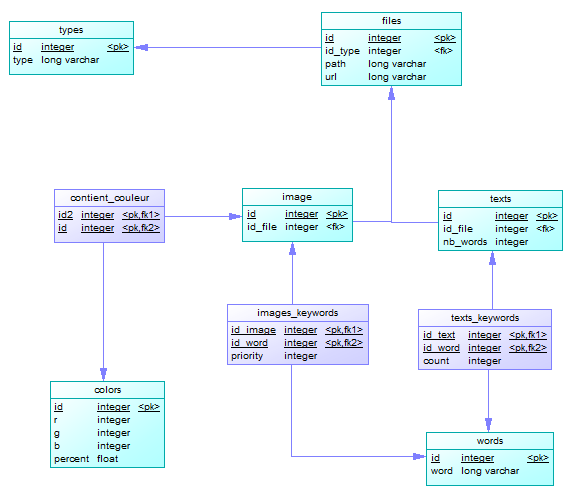 types
id integer <pk>
type long varchar
files
id integer <pk>
id_type integer <fk>
path long varchar
url long varchar
contient_couleur
id2 integer <pk,fk1>
id integer <pk,fk2>
image
id integer <pk>
id_file integer <fk>
texts
id integer <pk>
id_file integer <fk>
nb_words integer
images_keywords
id_image integer <pk,fk1>
id_word integer <pk,fk2>
priority integer
texts_keywords
id_text integer <pk,fk1>
id_word integer <pk,fk2>
count integer
colors
id integer <pk>
r integer
g integer
b integer
percent float
words
id integer <pk>
word long varchar